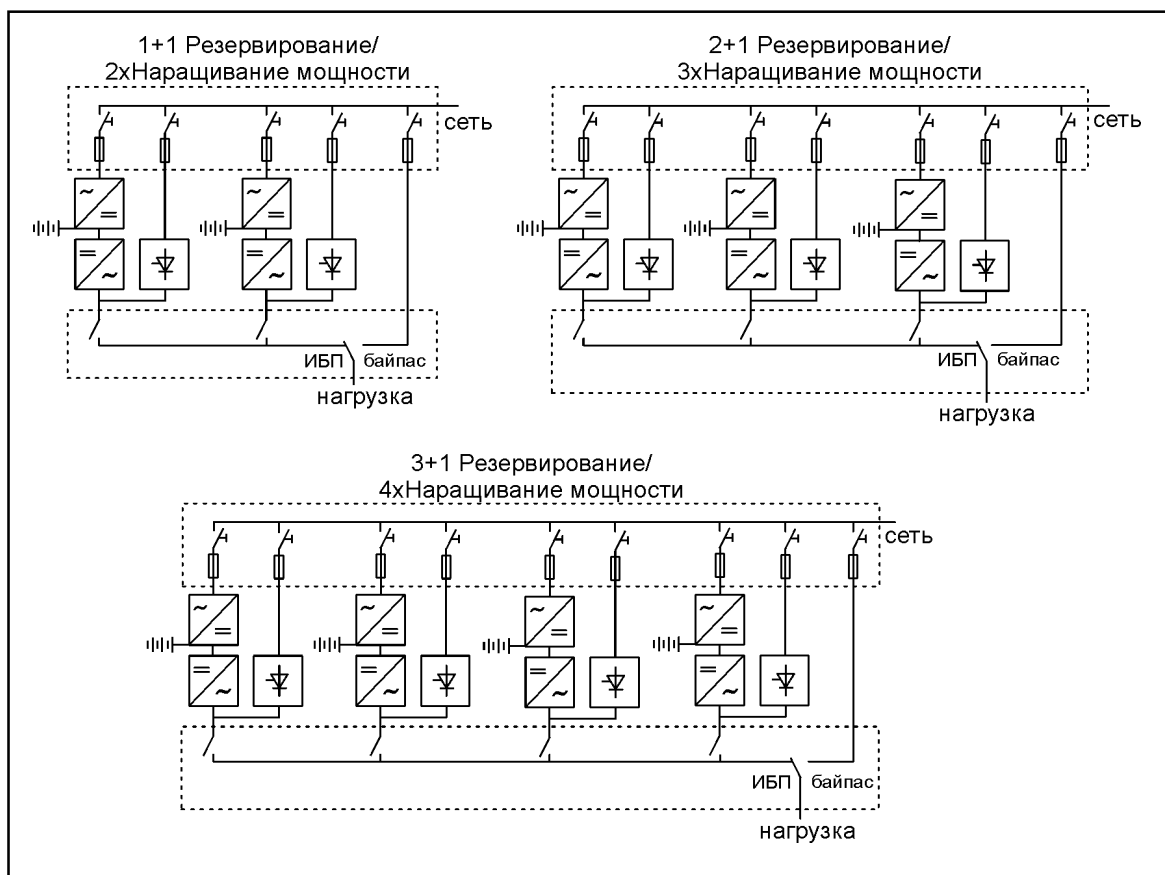 1+1 Резервирование/
2хНаращивание мощности
сеть
ИБП байпас
нагрузка
2+1 Резервирование/
3хНаращивание мощности
сеть
ИБП байпас
нагрузка
3+1 Резервирование/
4хНаращивание мощности
сеть
ИБП байпас
нагрузка